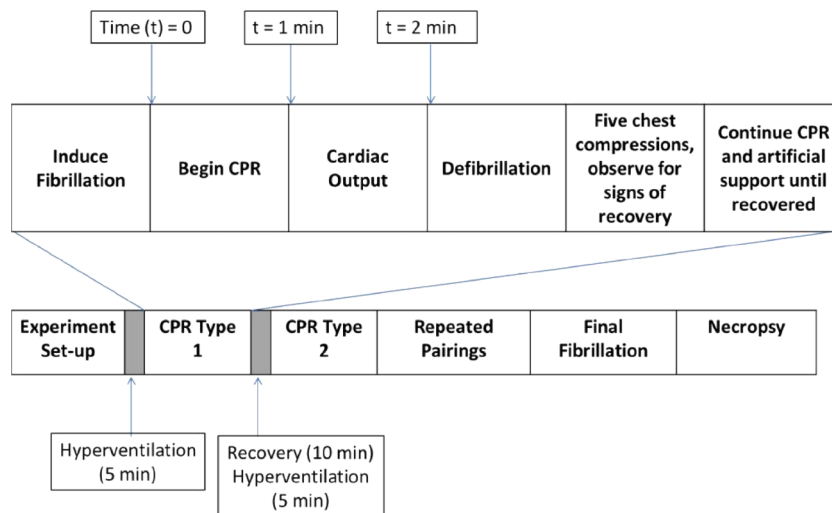 Time (t) = 0
t = 1 min
t = 2 min
Induce
Fibrillation
Begin CPR
Cardiac
Output
Defibrillation
Five chest
compressions,
observe for
signs of
recovery
Continue CPR
and artificial
support until
recovered
Experiment
Set-up
CPR Type
1
CPR Type
2
Repeated
Pairings
Final
Fibrillation
Necropsy
Hyperventilation
(5 min)
Recovery (10 min)
Hyperventilation
(5 min)